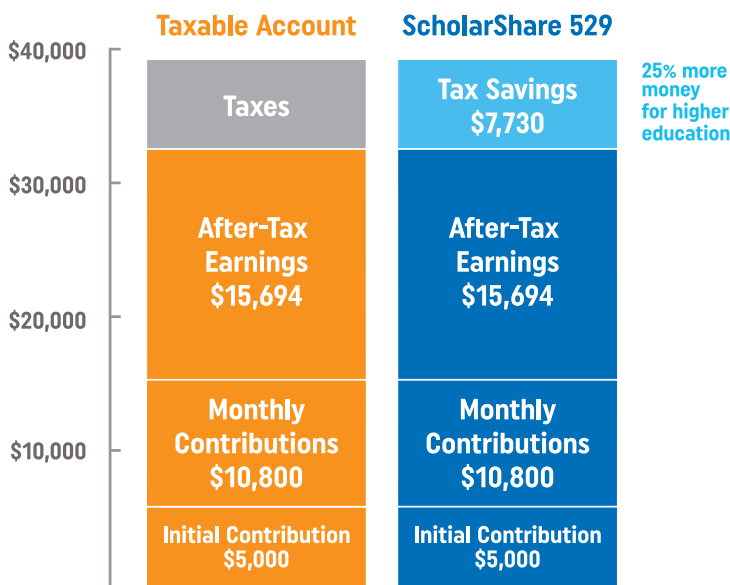 Taxable Account
ScholarShare 529
$40,000
$30,000
$20,000
$10,000
Taxes
After-Tax
Earnings
$15,694
Monthly
Contributions
$10,800
Initial Contribution
$5,000
Tax Savings
$7,730
After-Tax
Earnings
$15,694
Monthly
Contributions
$10,800
Initial Contribution
$5,000
25% more
money
for higher
education